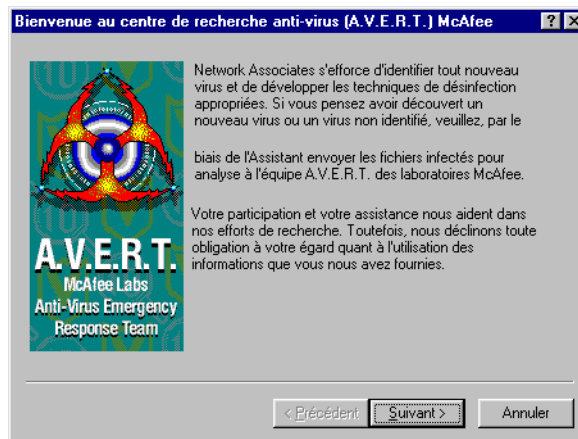 Bienvenue au centre de recherche anti-virus (A.V.E.R.T.) McAfee
Network Associates s'efforce d'identifier tout nouveau
virus et de développer les techniques de désinfection
appropriées. Si vous pensez avoir découvert un
nouveau virus ou un virus non identifié, veuillez, par le
biais de l'Assistant envoyer les fichiers infectés pour
analyse à l'équipe A.V.E.R.T. des laboratoires McAfee.
Votre participation et votre assistance nous aident dans
nos efforts de recherche. Toutefois, nous déclinons toute
obligation à votre égard quant à l'utilisation des
informations que vous nous avez fournies.
A.V.E.R.T.
McAfee Labs
Anti-Virus Emergency
Response Team
< Précédent
Suivant >
Annuler